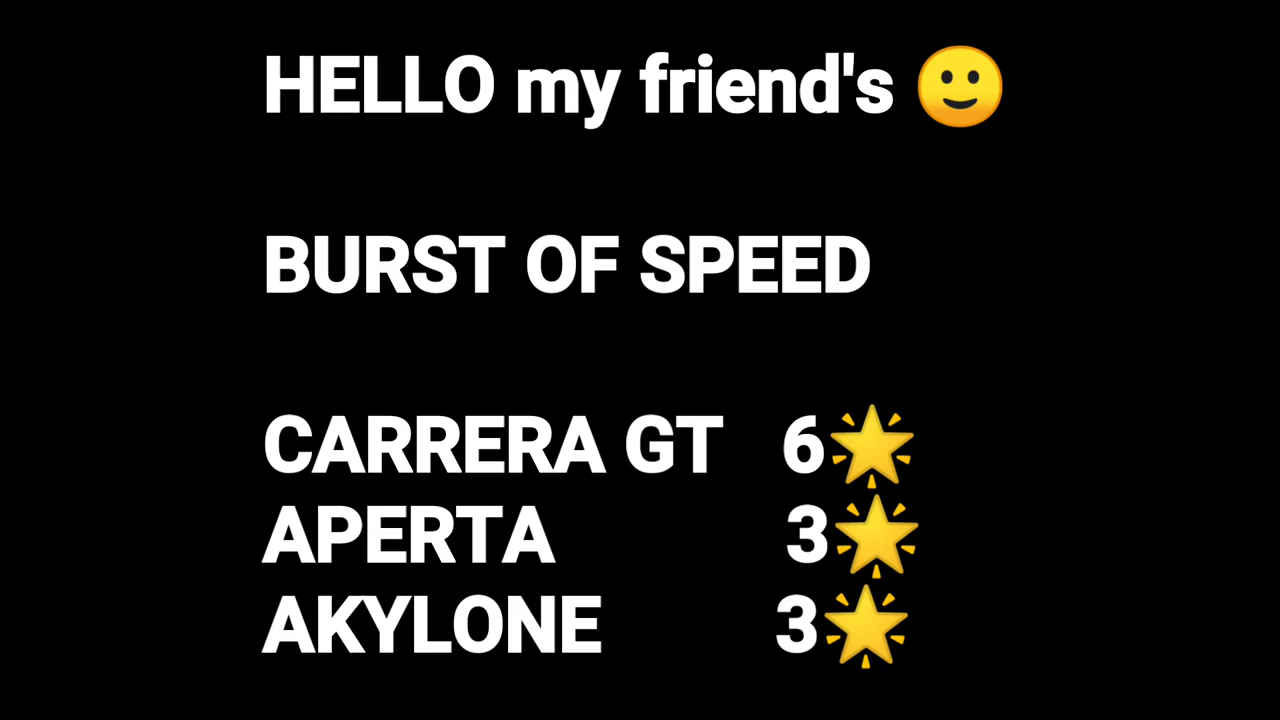 HELLO my friend's 🙂
BURST OF SPEED
CARRERA GT 6🌟
APERTA 3🌟
AKYLONE 3🌟